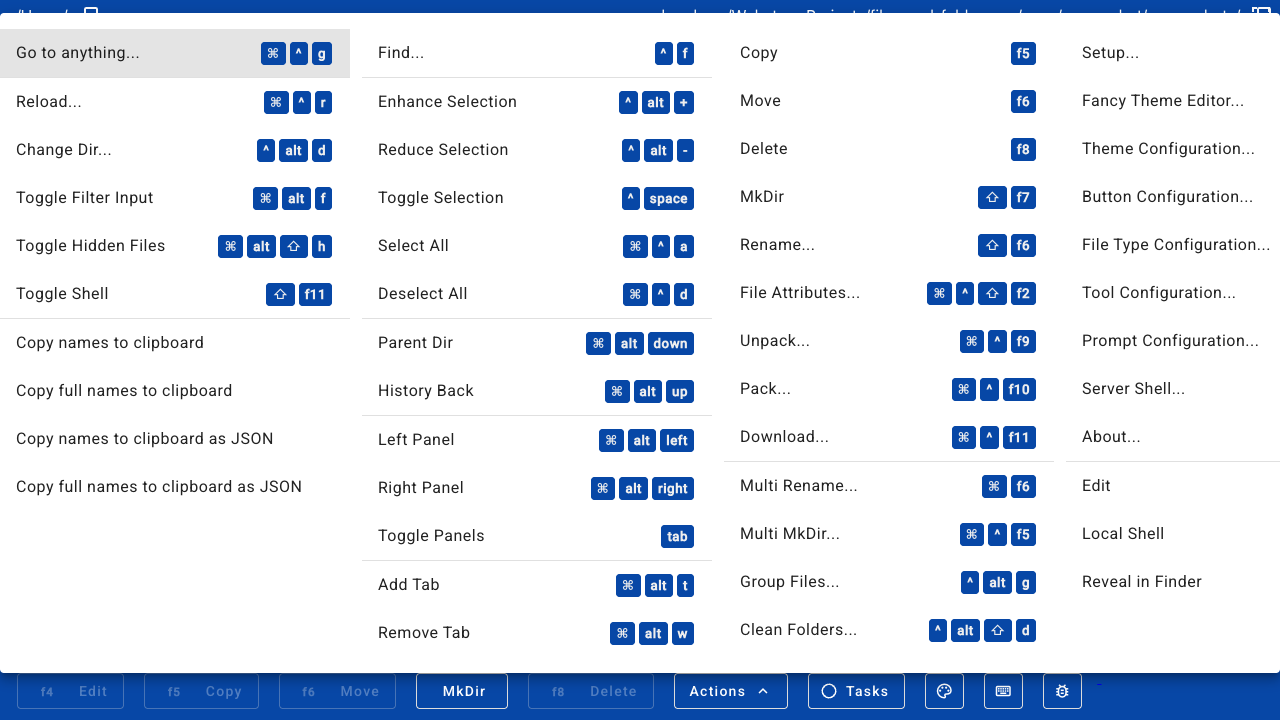 Go to anything... ⌘ ^ g
Reload... ⌘ ^ r
Change Dir... ^ alt d
Toggle Filter Input ⌘ alt f
Toggle Hidden Files ⌘ alt ⇧ h
Toggle Shell ⇧ f11
Copy names to clipboard
Copy full names to clipboard
Copy names to clipboard as JSON
Copy full names to clipboard as JSON
Find... ^ f
Enhance Selection ^ alt +
Reduce Selection ^ alt -
Toggle Selection ^ space
Select All ⌘ ^ a
Deselect All ⌘ ^ d
Parent Dir ⌘ alt down
History Back ⌘ alt up
Left Panel ⌘ alt left
Right Panel ⌘ alt right
Toggle Panels tab
Add Tab ⌘ alt t
Remove Tab ⌘ alt w
Copy f5
Move f6
Delete f8
MkDir ⇧ f7
Rename... ⇧ f6
File Attributes... ⌘ ^ ⇧ f2
Unpack... ⌘ ^ f9
Pack... ⌘ ^ f10
Download... ⌘ ^ f11
Multi Rename... ⌘ f6
Multi MkDir... ⌘ ^ f5
Group Files... ^ alt g
Clean Folders... ^ alt ⇧ d
Setup...
Fancy Theme Editor...
Theme Configuration...
Button Configuration...
File Type Configuration...
Tool Configuration...
Prompt Configuration...
Server Shell...
About...
Edit
Local Shell
Reveal in Finder
f4 Edit f5 Copy f6 Move MkDir f8 Delete Actions Tasks